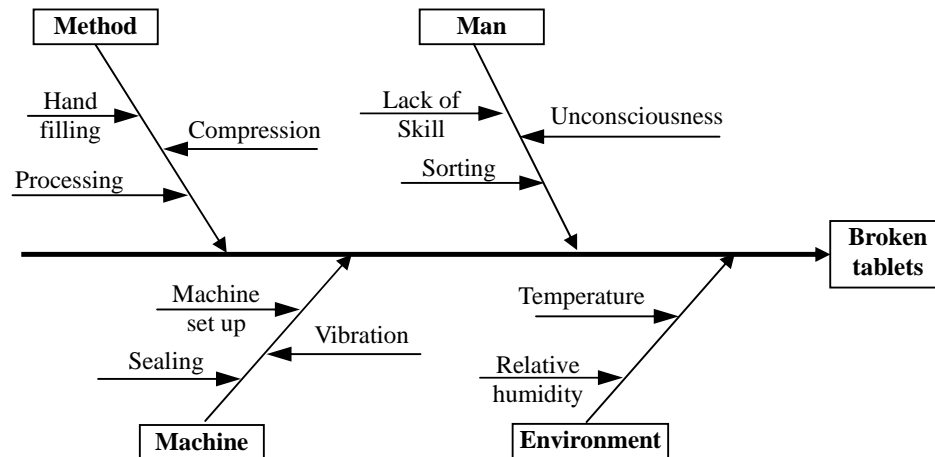 Method
Man
Hand
filling
Compression
Processing
Lack of
Skill
Unconsciousness
Sorting
Broken
tablets
Machine
set up
Vibration
Sealing
Temperature
Relative
humidity
Machine
Environment